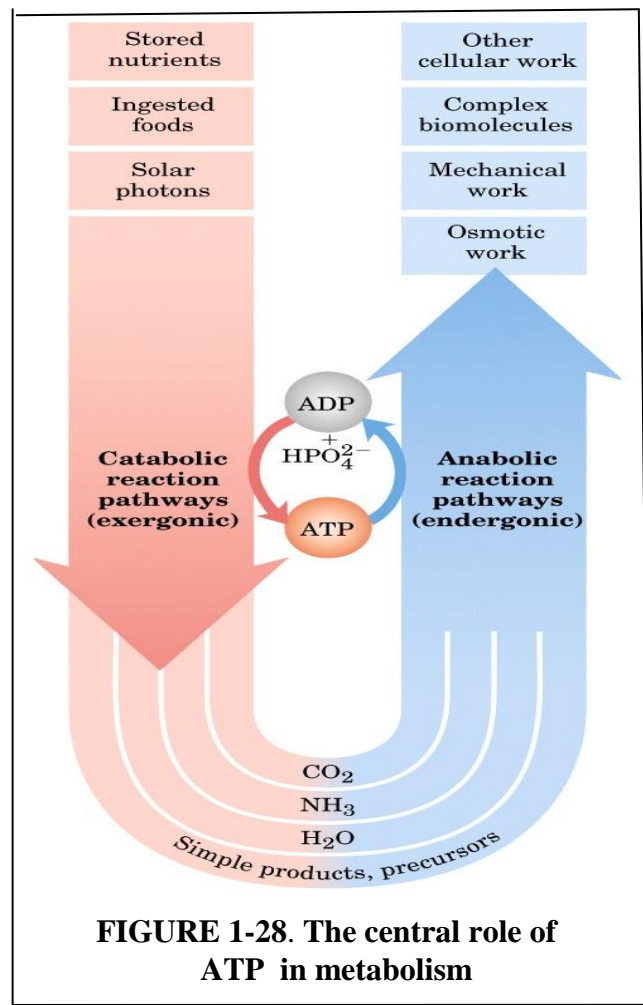 Stored
nutrients
Ingested
foods
Solar
photons
Other
cellular work
Complex
biomolecules
Mechanical
work
Osmotic
work
ADP
+
HPO₄²⁻
ATP
Catabolic
reaction
pathways
(exergonic)
Anabolic
reaction
pathways
(endergonic)
CO₂
NH₃
H₂O
Simple products, precursors
FIGURE 1-28. The central role of
ATP in metabolism